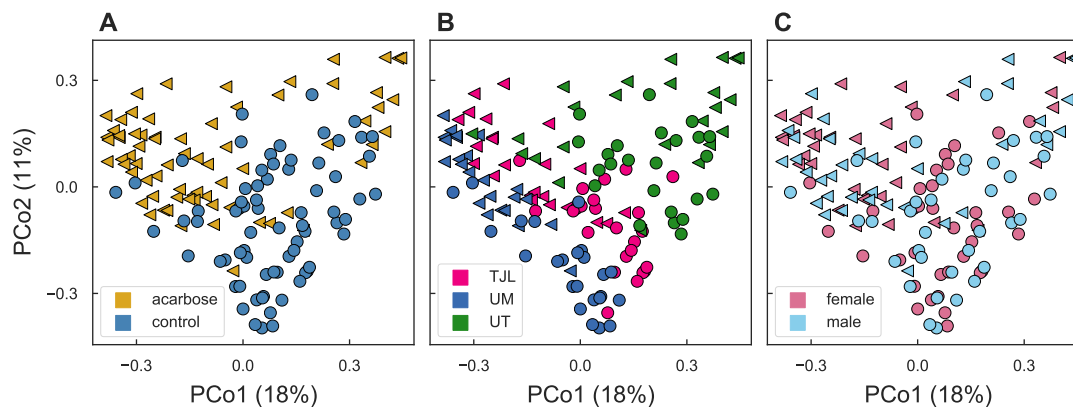 A
B
C
PCo2 (11%)
0.3
0.0
−0.3
acarbose
control
TJL
UM
UT
female
male
−0.3
0.0
0.3
−0.3
0.0
0.3
−0.3
0.0
0.3
PCo1 (18%)
PCo1 (18%)
PCo1 (18%)